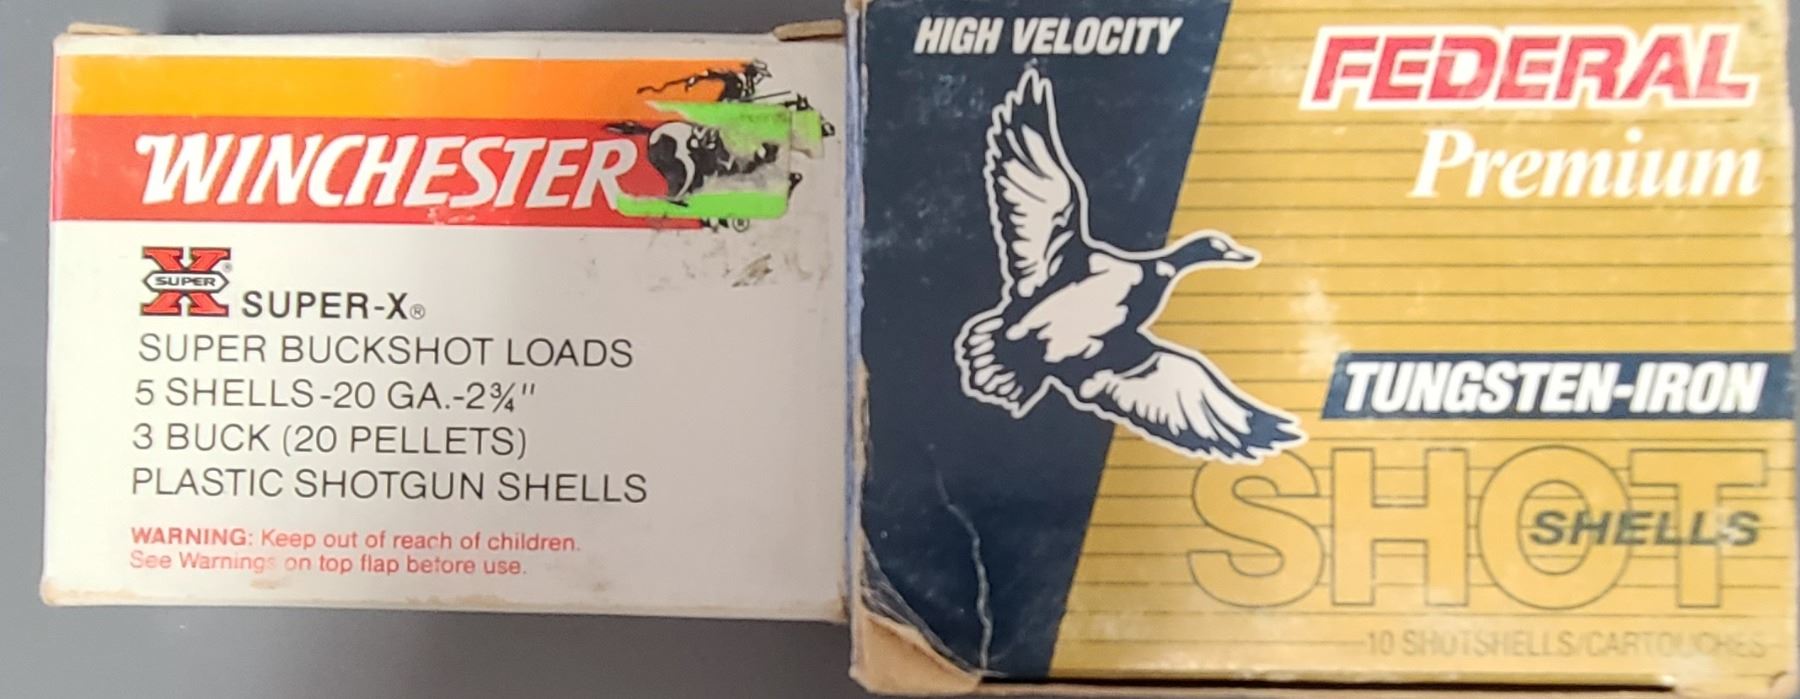 WINCHESTER
®
X SUPER ®
SUPER-X®
SUPER BUCKSHOT LOADS
5 SHELLS-20 GA.-2¾"
3 BUCK (20 PELLETS)
PLASTIC SHOTGUN SHELLS
WARNING: Keep out of reach of children.
See Warnings on top flap before use.
HIGH VELOCITY
FEDERAL
Premium
TUNGSTEN-IRON
SHOT
SHELLS
10 SHOTSHELLS/CARTOUCHES